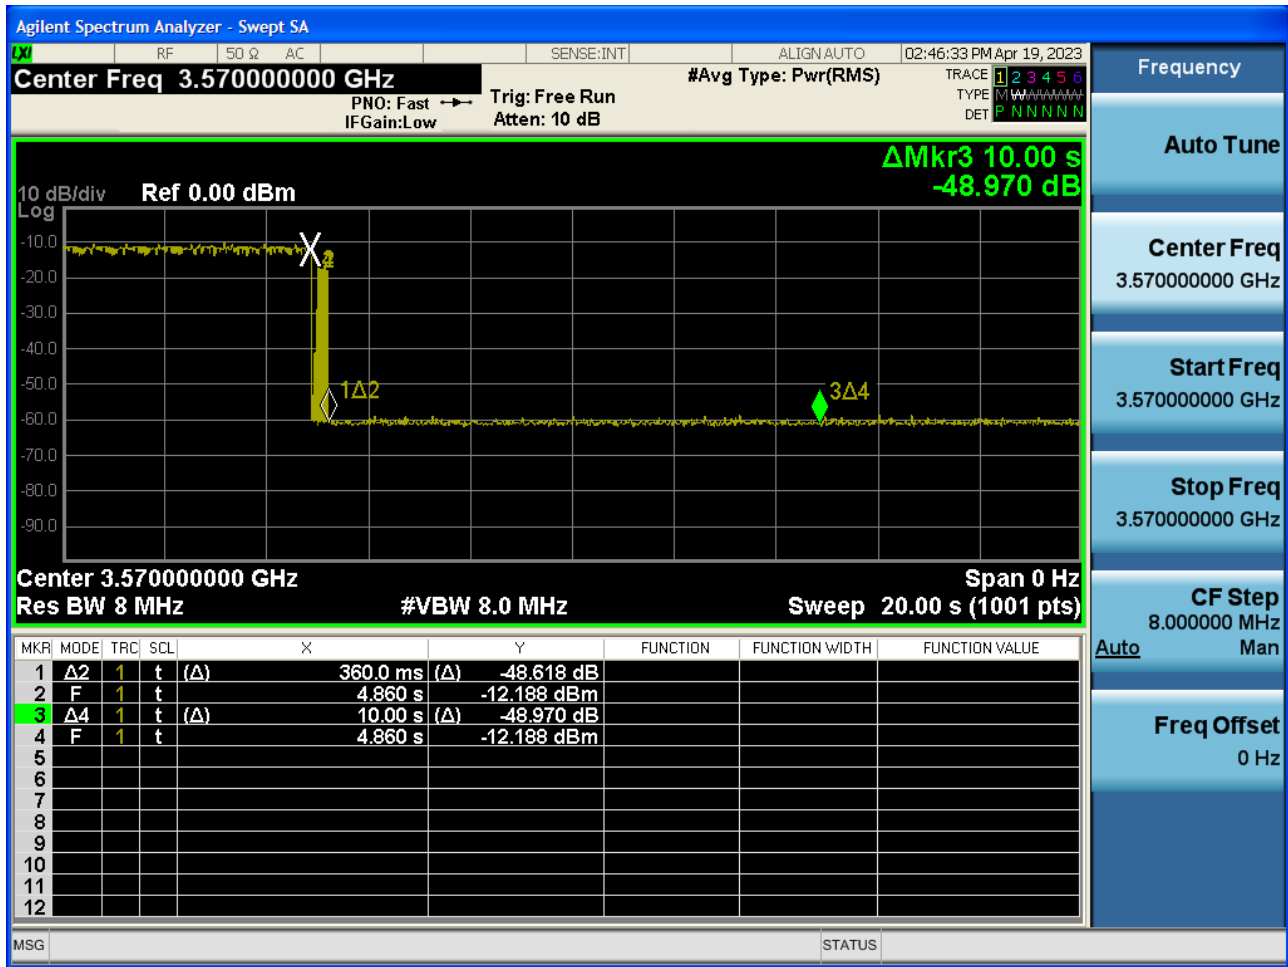 Agilent Spectrum Analyzer - Swept SA
LXI RF 50 Ω AC SENSE:INT ALIGN AUTO 02:46:33 PM Apr 19, 2023
Center Freq 3.570000000 GHz
PNO: Fast
IFGain:Low
Trig: Free Run
Atten: 10 dB
#Avg Type: Pwr(RMS)
TRACE 1 2 3 4 5 6
TYPE M WWWWW
DET P N N N N N
ΔMkr3 10.00 s
-48.970 dB
10 dB/div Ref 0.00 dBm
Log
-10.0
-20.0
-30.0
-40.0
-50.0
-60.0
-70.0
-80.0
-90.0
1Δ2
3Δ4
Center 3.570000000 GHz Span 0 Hz
Res BW 8 MHz #VBW 8.0 MHz Sweep 20.00 s (1001 pts)
MKR MODE TRC SCL X Y FUNCTION FUNCTION WIDTH FUNCTION VALUE
1 Δ2 1 t (Δ) 360.0 ms (Δ) -48.618 dB
2 F 1 t 4.860 s -12.188 dBm
3 Δ4 1 t (Δ) 10.00 s (Δ) -48.970 dB
4 F 1 t 4.860 s -12.188 dBm
5
6
7
8
9
10
11
12
MSG STATUS
Frequency
Auto Tune
Center Freq
3.570000000 GHz
Start Freq
3.570000000 GHz
Stop Freq
3.570000000 GHz
CF Step
8.000000 MHz
Auto Man
Freq Offset
0 Hz